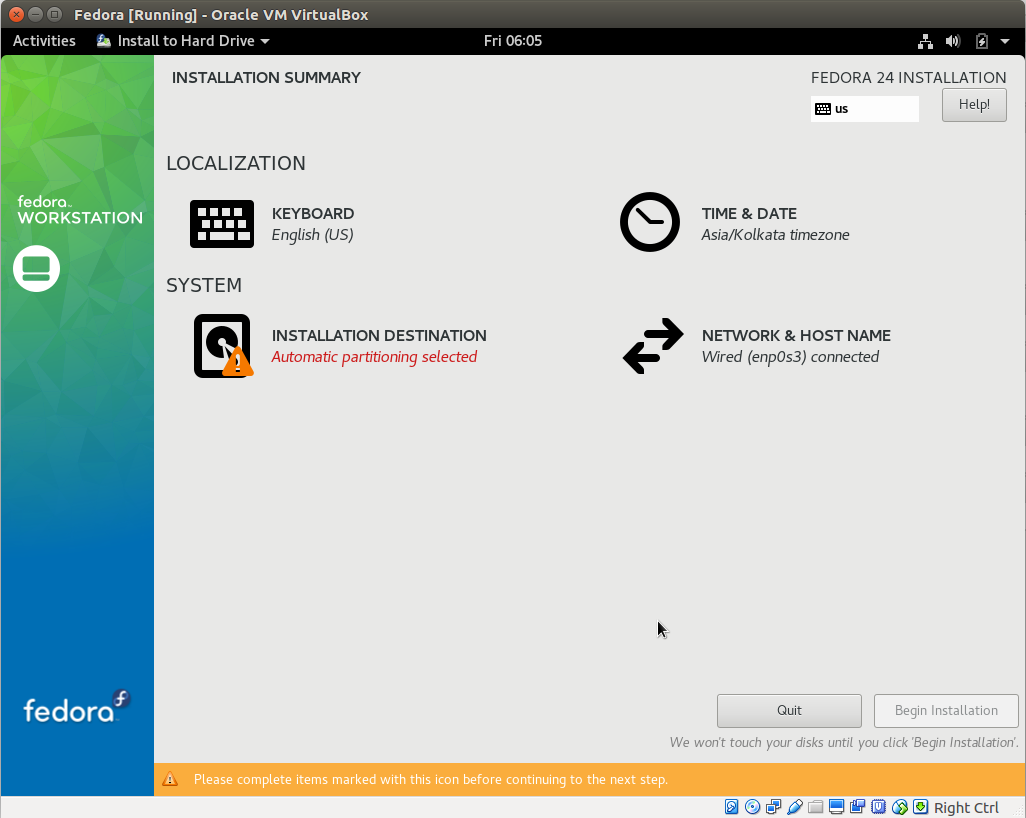 Fedora [Running] - Oracle VM VirtualBox
Activities Install to Hard Drive Fri 06:05
INSTALLATION SUMMARY
FEDORA 24 INSTALLATION
us
Help!
fedora™
WORKSTATION
LOCALIZATION
KEYBOARD
English (US)
TIME & DATE
Asia/Kolkata timezone
SYSTEM
INSTALLATION DESTINATION
Automatic partitioning selected
NETWORK & HOST NAME
Wired (enp0s3) connected
fedora™
Quit
Begin Installation
We won't touch your disks until you click 'Begin Installation'.
Please complete items marked with this icon before continuing to the next step.
Right Ctrl